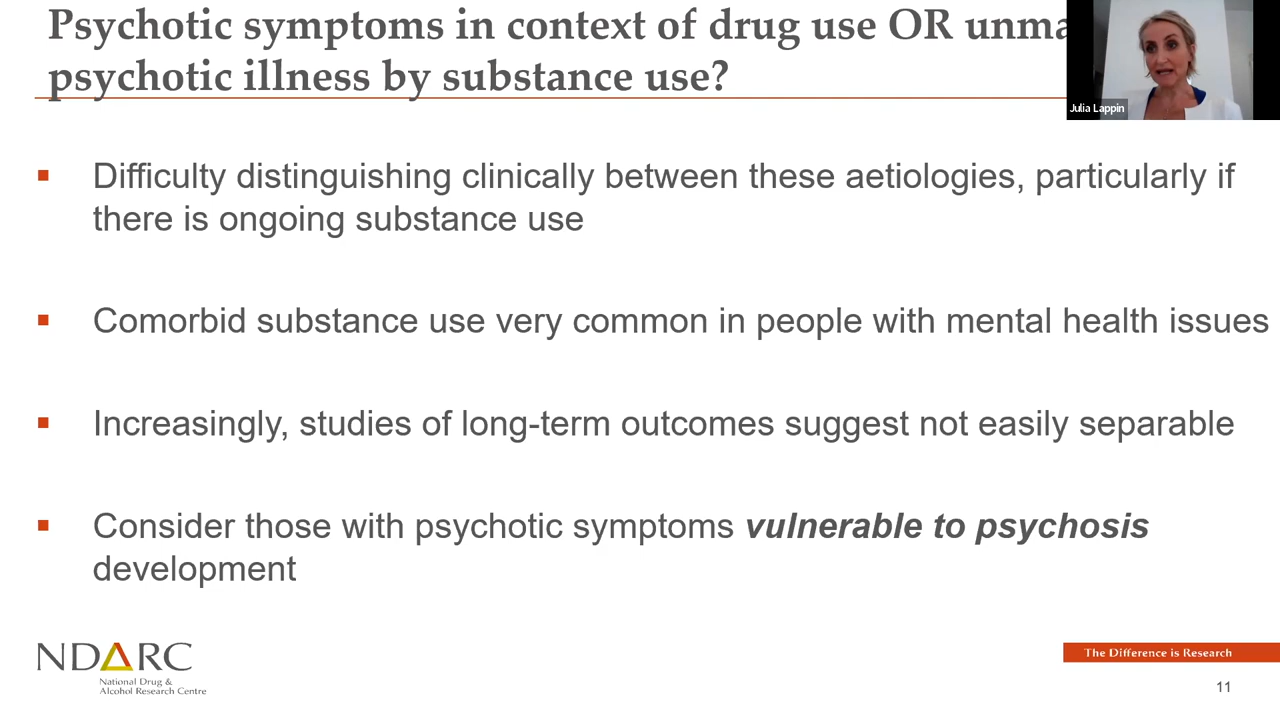 Psychotic symptoms in context of drug use OR unma
psychotic illness by substance use?
Julia Lappin
▪ Difficulty distinguishing clinically between these aetiologies, particularly if
there is ongoing substance use
▪ Comorbid substance use very common in people with mental health issues
▪ Increasingly, studies of long-term outcomes suggest not easily separable
▪ Consider those with psychotic symptoms vulnerable to psychosis
development
NDARC
National Drug &
Alcohol Research Centre
The Difference is Research
11